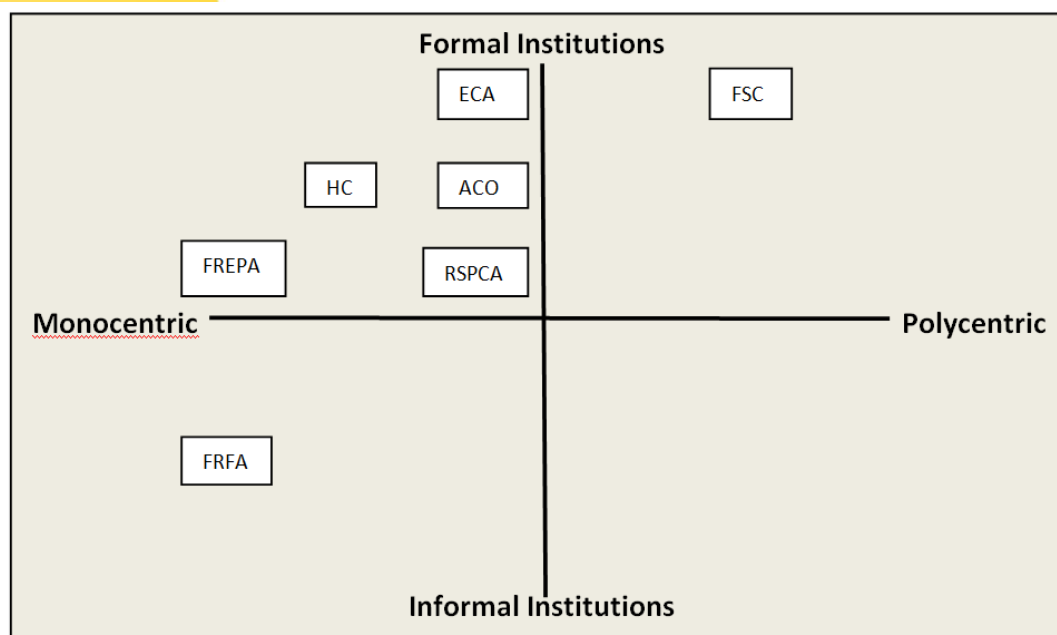 Formal Institutions
ECA
FSC
HC
ACO
FREPA
RSPCA
Monocentric
Polycentric
FRFA
Informal Institutions